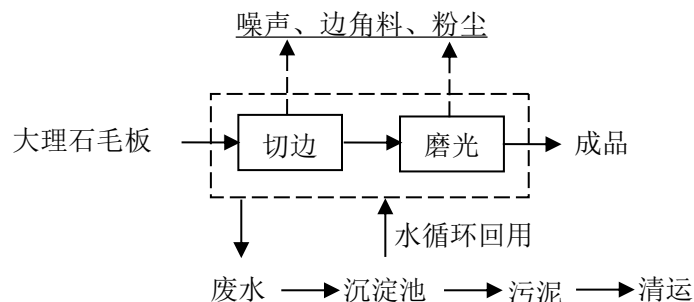 噪声、边角料、粉尘
大理石毛板
切边
磨光
成品
水循环回用
废水
沉淀池
污泥
清运